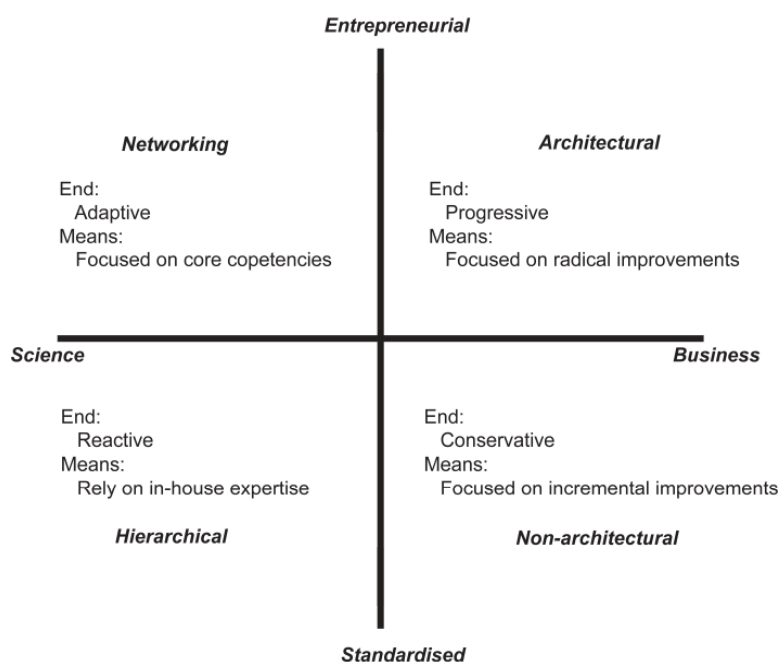 Entrepreneurial
Networking
End:
Adaptive
Means:
Focused on core copetencies
Architectural
End:
Progressive
Means:
Focused on radical improvements
Science
Business
End:
Reactive
Means:
Rely on in-house expertise
Hierarchical
End:
Conservative
Means:
Focused on incremental improvements
Non-architectural
Standardised